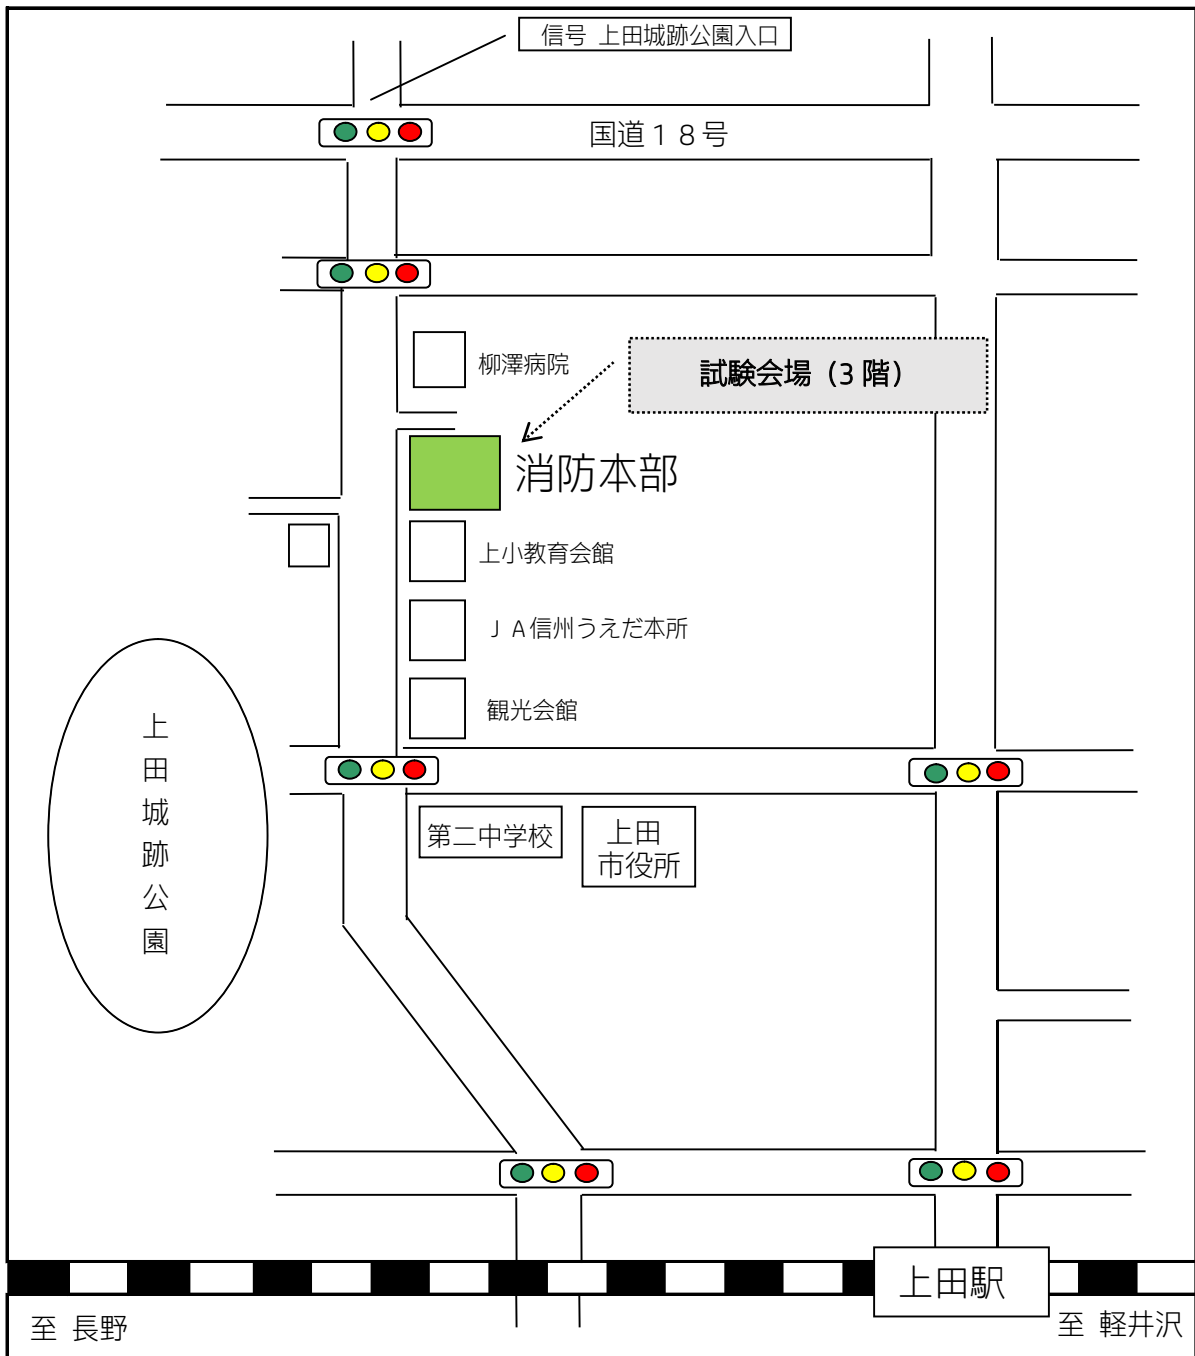 信号 上田城跡公園入口
国道１８号
柳澤病院
試験会場（3 階）
消防本部
上小教育会館
ＪＡ信州うえだ本所
観光会館
上田城跡公園
第二中学校
上田
市役所
上田駅
至 長野
至 軽井沢